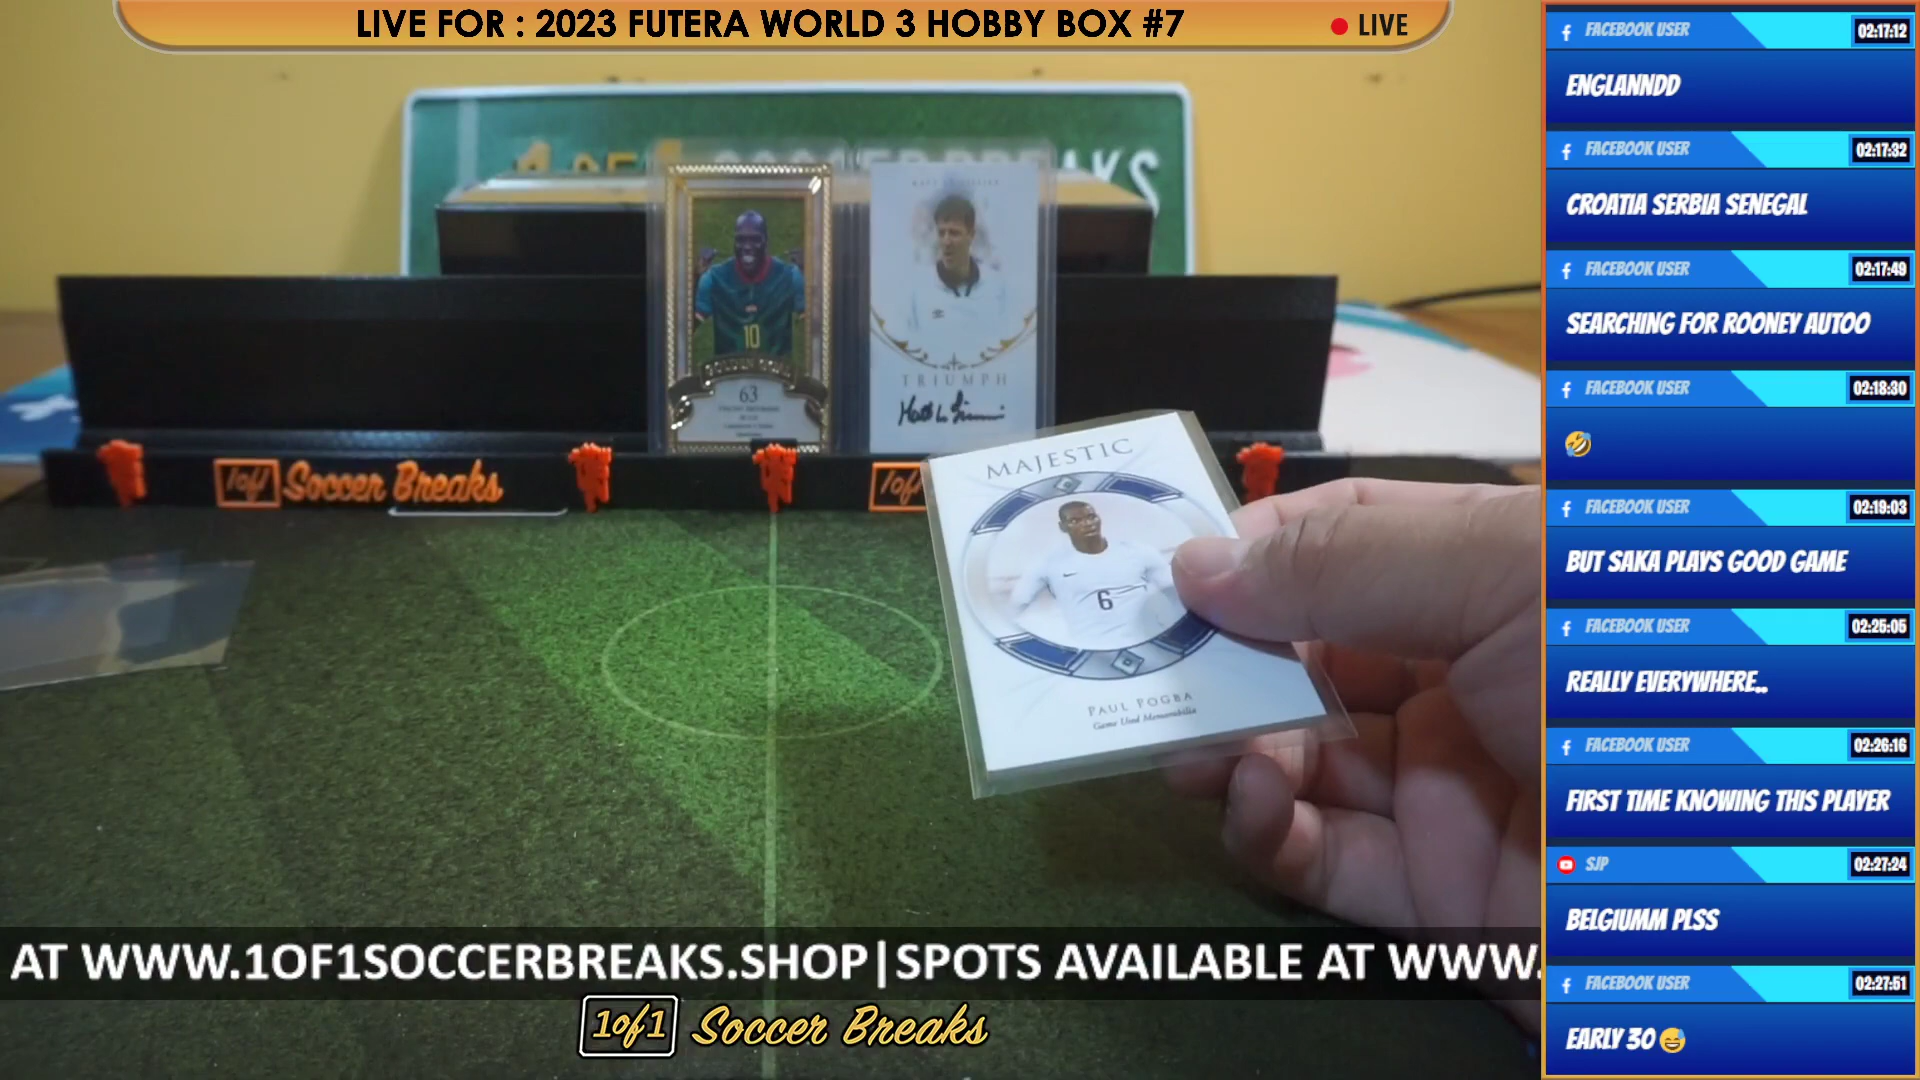 LIVE FOR : 2023 FUTERA WORLD 3 HOBBY BOX #7
LIVE
10
63
TRIUMPH
1of1 Soccer Breaks
1of1
MAJESTIC
6
PAUL POGBA
Game Used Memorabilia
AT WWW.1OF1SOCCERBREAKS.SHOP|SPOTS AVAILABLE AT WWW.
1of1 Soccer Breaks
FACEBOOK USER 02:17:12
ENGLANNDD
FACEBOOK USER 02:17:32
CROATIA SERBIA SENEGAL
FACEBOOK USER 02:17:49
SEARCHING FOR ROONEY AUTOO
FACEBOOK USER 02:18:30
🤣
FACEBOOK USER 02:19:03
BUT SAKA PLAYS GOOD GAME
FACEBOOK USER 02:25:05
REALLY EVERYWHERE..
FACEBOOK USER 02:26:16
FIRST TIME KNOWING THIS PLAYER
SJP 02:27:24
BELGIUMM PLSS
FACEBOOK USER 02:27:51
EARLY 30 😅